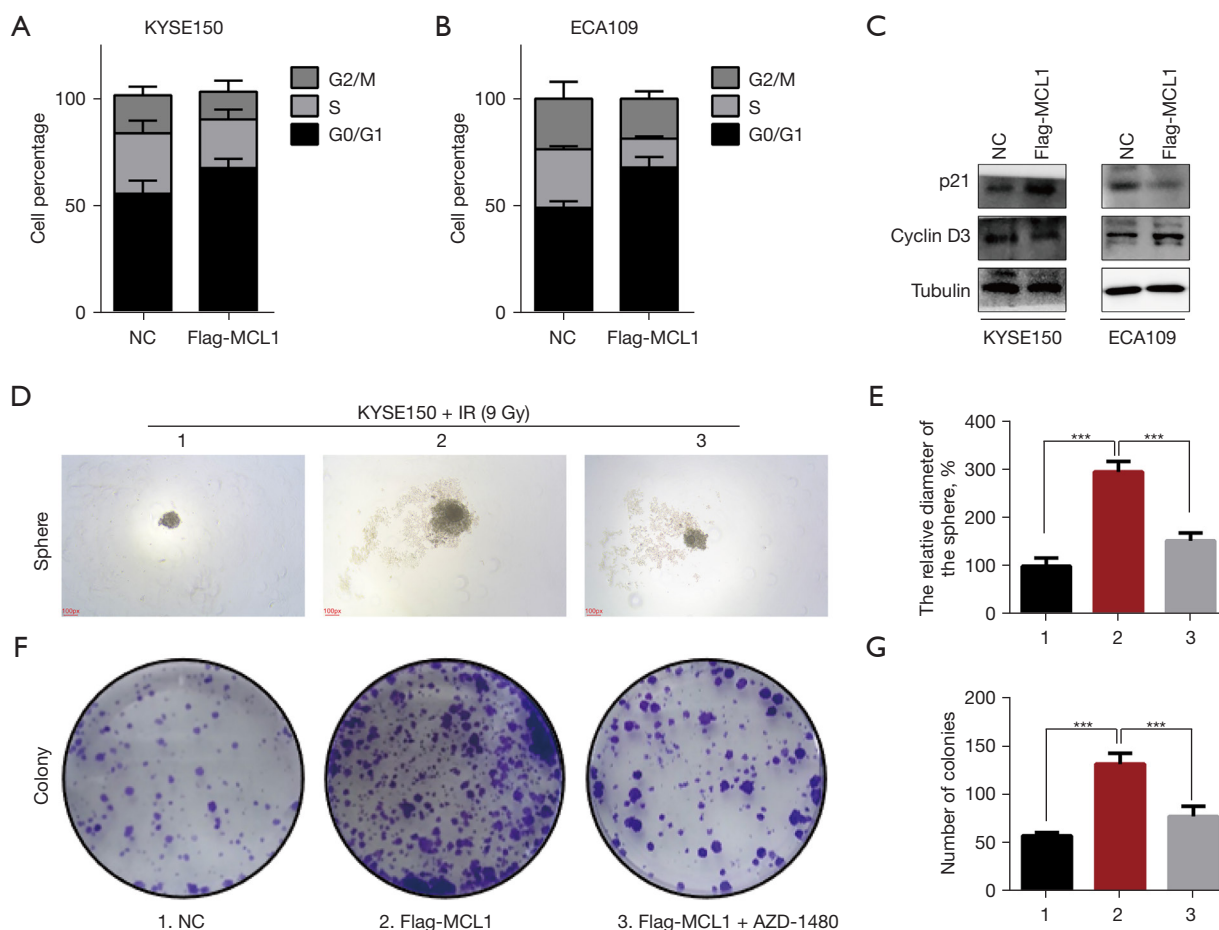 A
KYSE150
Cell percentage
100
50
0
NC
Flag-MCL1
G2/M
S
G0/G1
B
ECA109
Cell percentage
100
50
0
NC
Flag-MCL1
G2/M
S
G0/G1
C
NC
Flag-MCL1
NC
Flag-MCL1
p21
Cyclin D3
Tubulin
KYSE150
ECA109
D
KYSE150 + IR (9 Gy)
1
2
3
Sphere
100px
100px
100px
E
The relative diameter of
the sphere, %
400
300
200
100
0
***
***
1
2
3
F
Colony
1. NC
2. Flag-MCL1
3. Flag-MCL1 + AZD-1480
G
Number of colonies
200
150
100
50
0
***
***
1
2
3